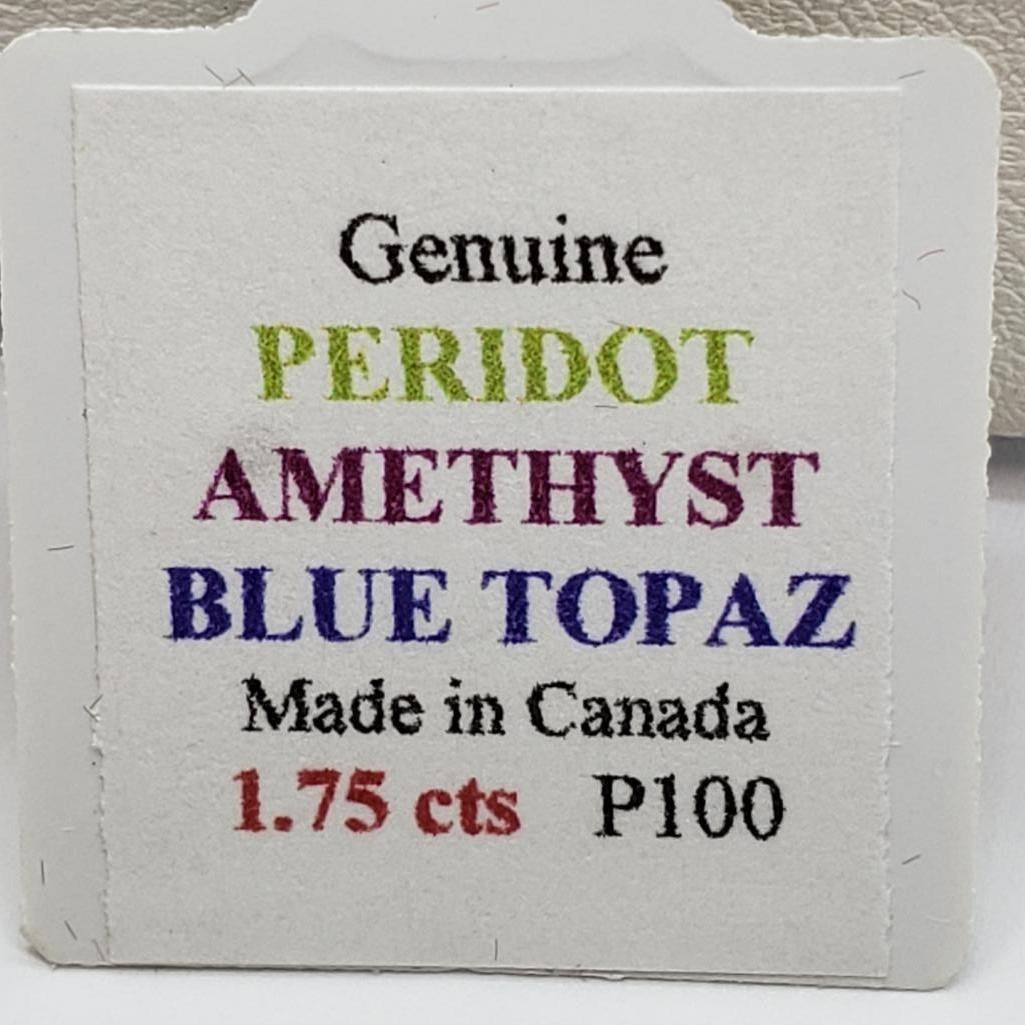 Genuine
PERIDOT
AMETHYST
BLUE TOPAZ
Made in Canada
1.75 cts P100